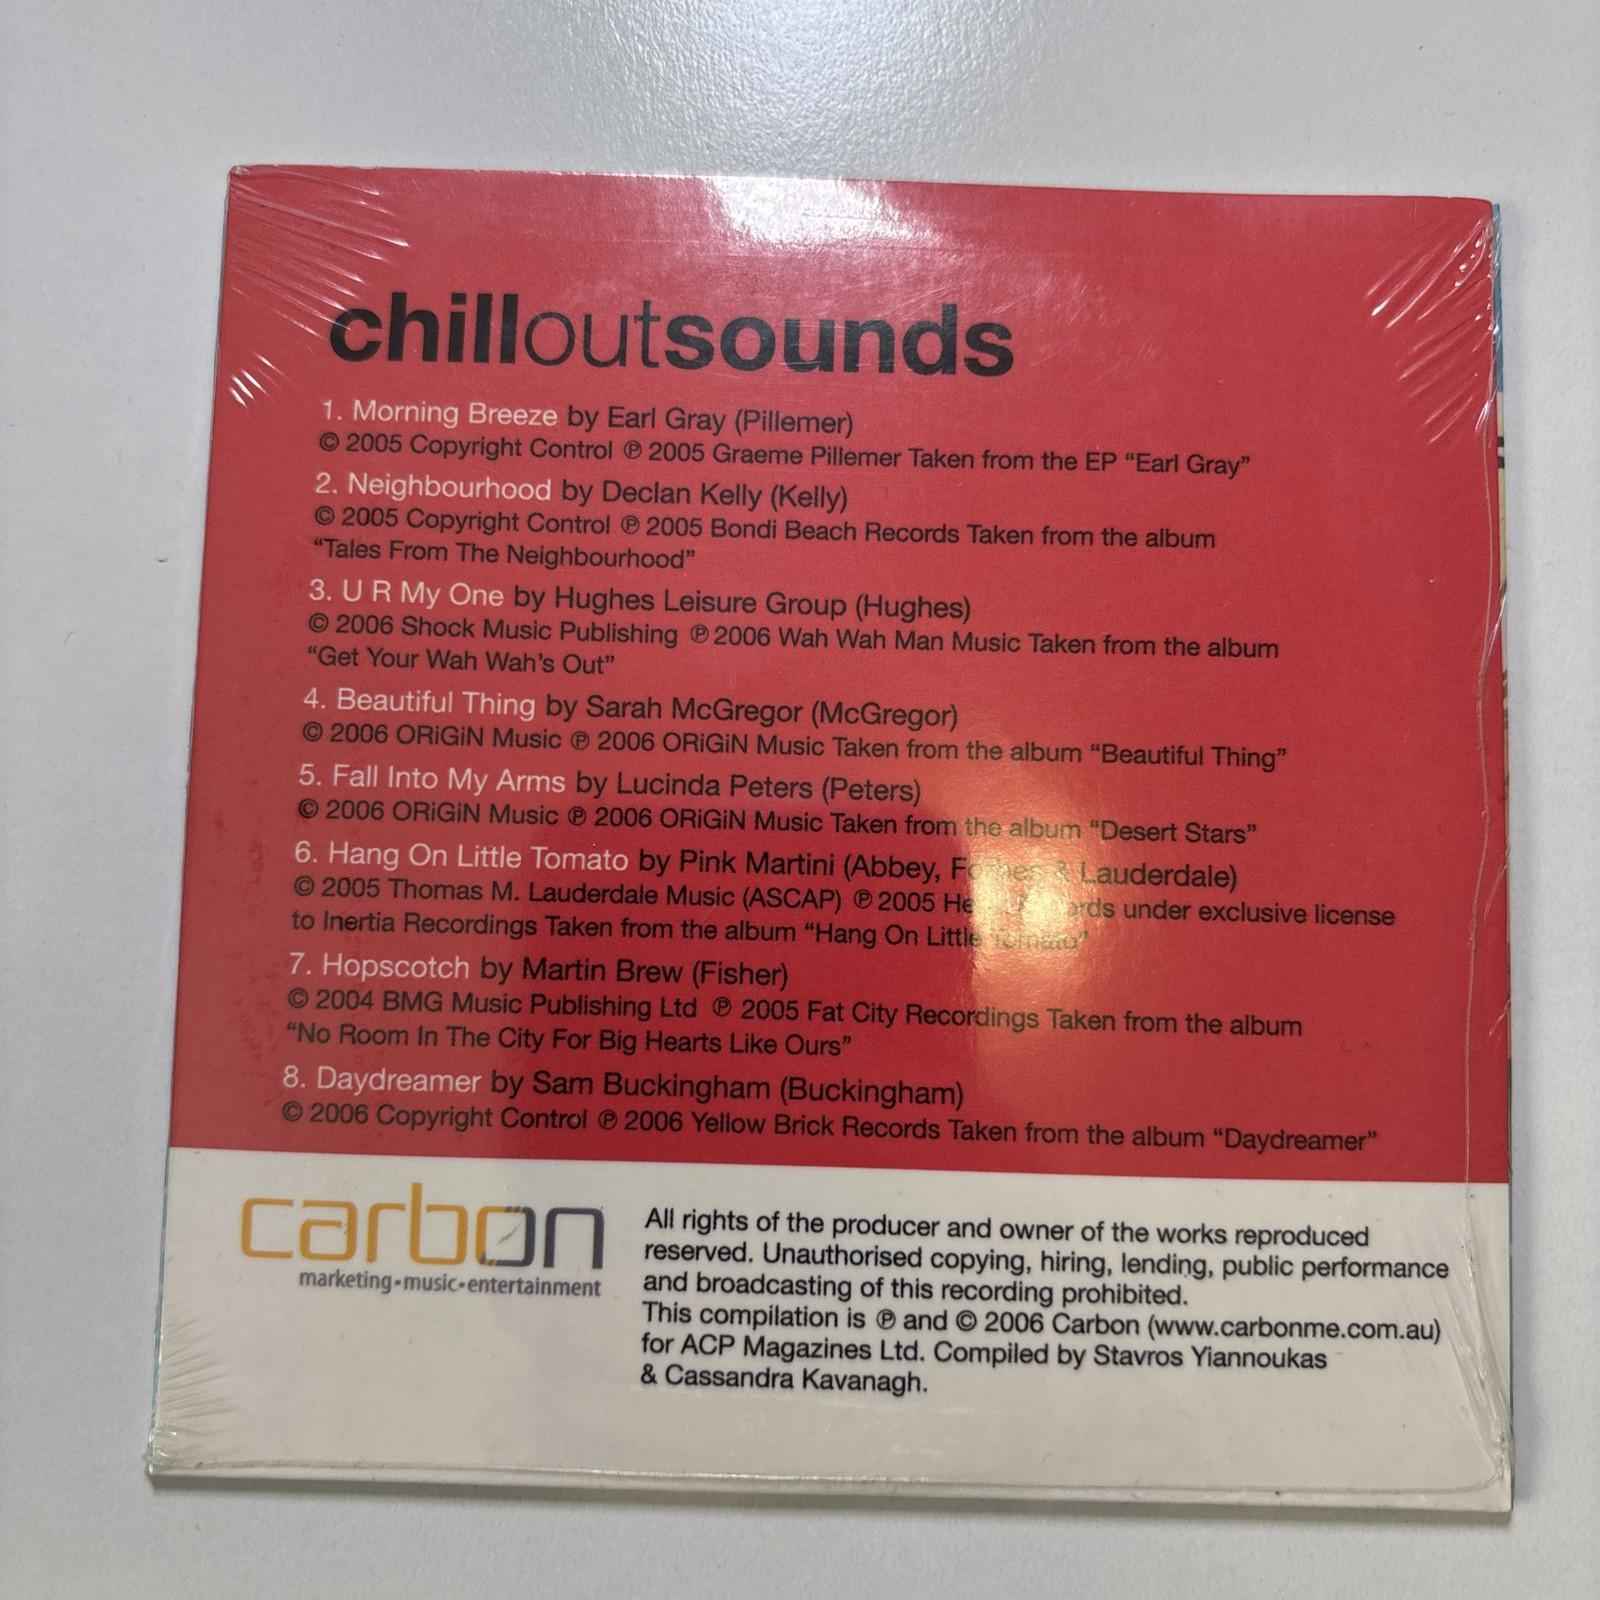 chilloutsounds
1. Morning Breeze by Earl Gray (Pillemer)
© 2005 Copyright Control ℗ 2005 Graeme Pillemer Taken from the EP “Earl Gray”
2. Neighbourhood by Declan Kelly (Kelly)
© 2005 Copyright Control ℗ 2005 Bondi Beach Records Taken from the album
“Tales From The Neighbourhood”
3. U R My One by Hughes Leisure Group (Hughes)
© 2006 Shock Music Publishing ℗ 2006 Wah Wah Man Music Taken from the album
“Get Your Wah Wah’s Out”
4. Beautiful Thing by Sarah McGregor (McGregor)
© 2006 ORiGiN Music ℗ 2006 ORiGiN Music Taken from the album “Beautiful Thing”
5. Fall Into My Arms by Lucinda Peters (Peters)
© 2006 ORiGiN Music ℗ 2006 ORiGiN Music Taken from the album “Desert Stars”
6. Hang On Little Tomato by Pink Martini (Abbey, & Lauderdale)
© 2005 Thomas M. Lauderdale Music (ASCAP) ℗ 2005 under exclusive license
to Inertia Recordings Taken from the album “Hang On Little Tomato”
7. Hopscotch by Martin Brew (Fisher)
© 2004 BMG Music Publishing Ltd ℗ 2005 Fat City Recordings Taken from the album
“No Room In The City For Big Hearts Like Ours”
8. Daydreamer by Sam Buckingham (Buckingham)
© 2006 Copyright Control ℗ 2006 Yellow Brick Records Taken from the album “Daydreamer”
carbon
marketing•music•entertainment
All rights of the producer and owner of the works reproduced
reserved. Unauthorised copying, hiring, lending, public performance
and broadcasting of this recording prohibited.
This compilation is ℗ and © 2006 Carbon (www.carbonme.com.au)
for ACP Magazines Ltd. Compiled by Stavros Yiannoukas
& Cassandra Kavanagh.